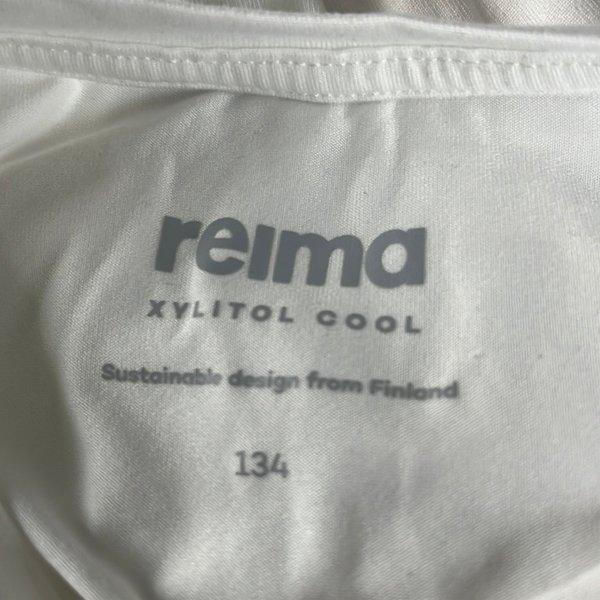 reima
XYLITOL COOL
Sustainable design from Finland
134